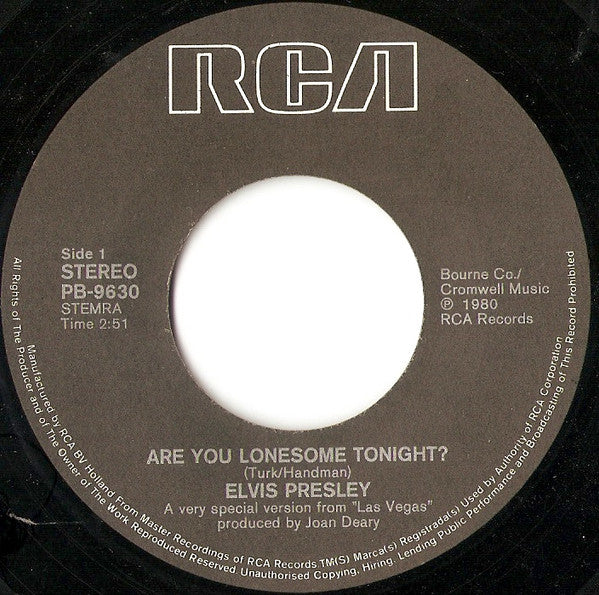 RCA
Side 1
STEREO
PB-9630
STEMRA
Time 2:51
Bourne Co./
Cromwell Music
℗ 1980
RCA Records
ARE YOU LONESOME TONIGHT?
(Turk/Handman)
ELVIS PRESLEY
A very special version from "Las Vegas"
produced by Joan Deary
All Rights of The Producer and of The Owner of The Work Reproduced Reserved. Unauthorised Copying, Hiring, Lending Public Performance and Broadcasting of This Record Prohibited
Manufactured by RCA BV Holland From Master Recordings of RCA Records.TM(S) Marca(s) Registrada(s) Used by Authority of RCA Corporation